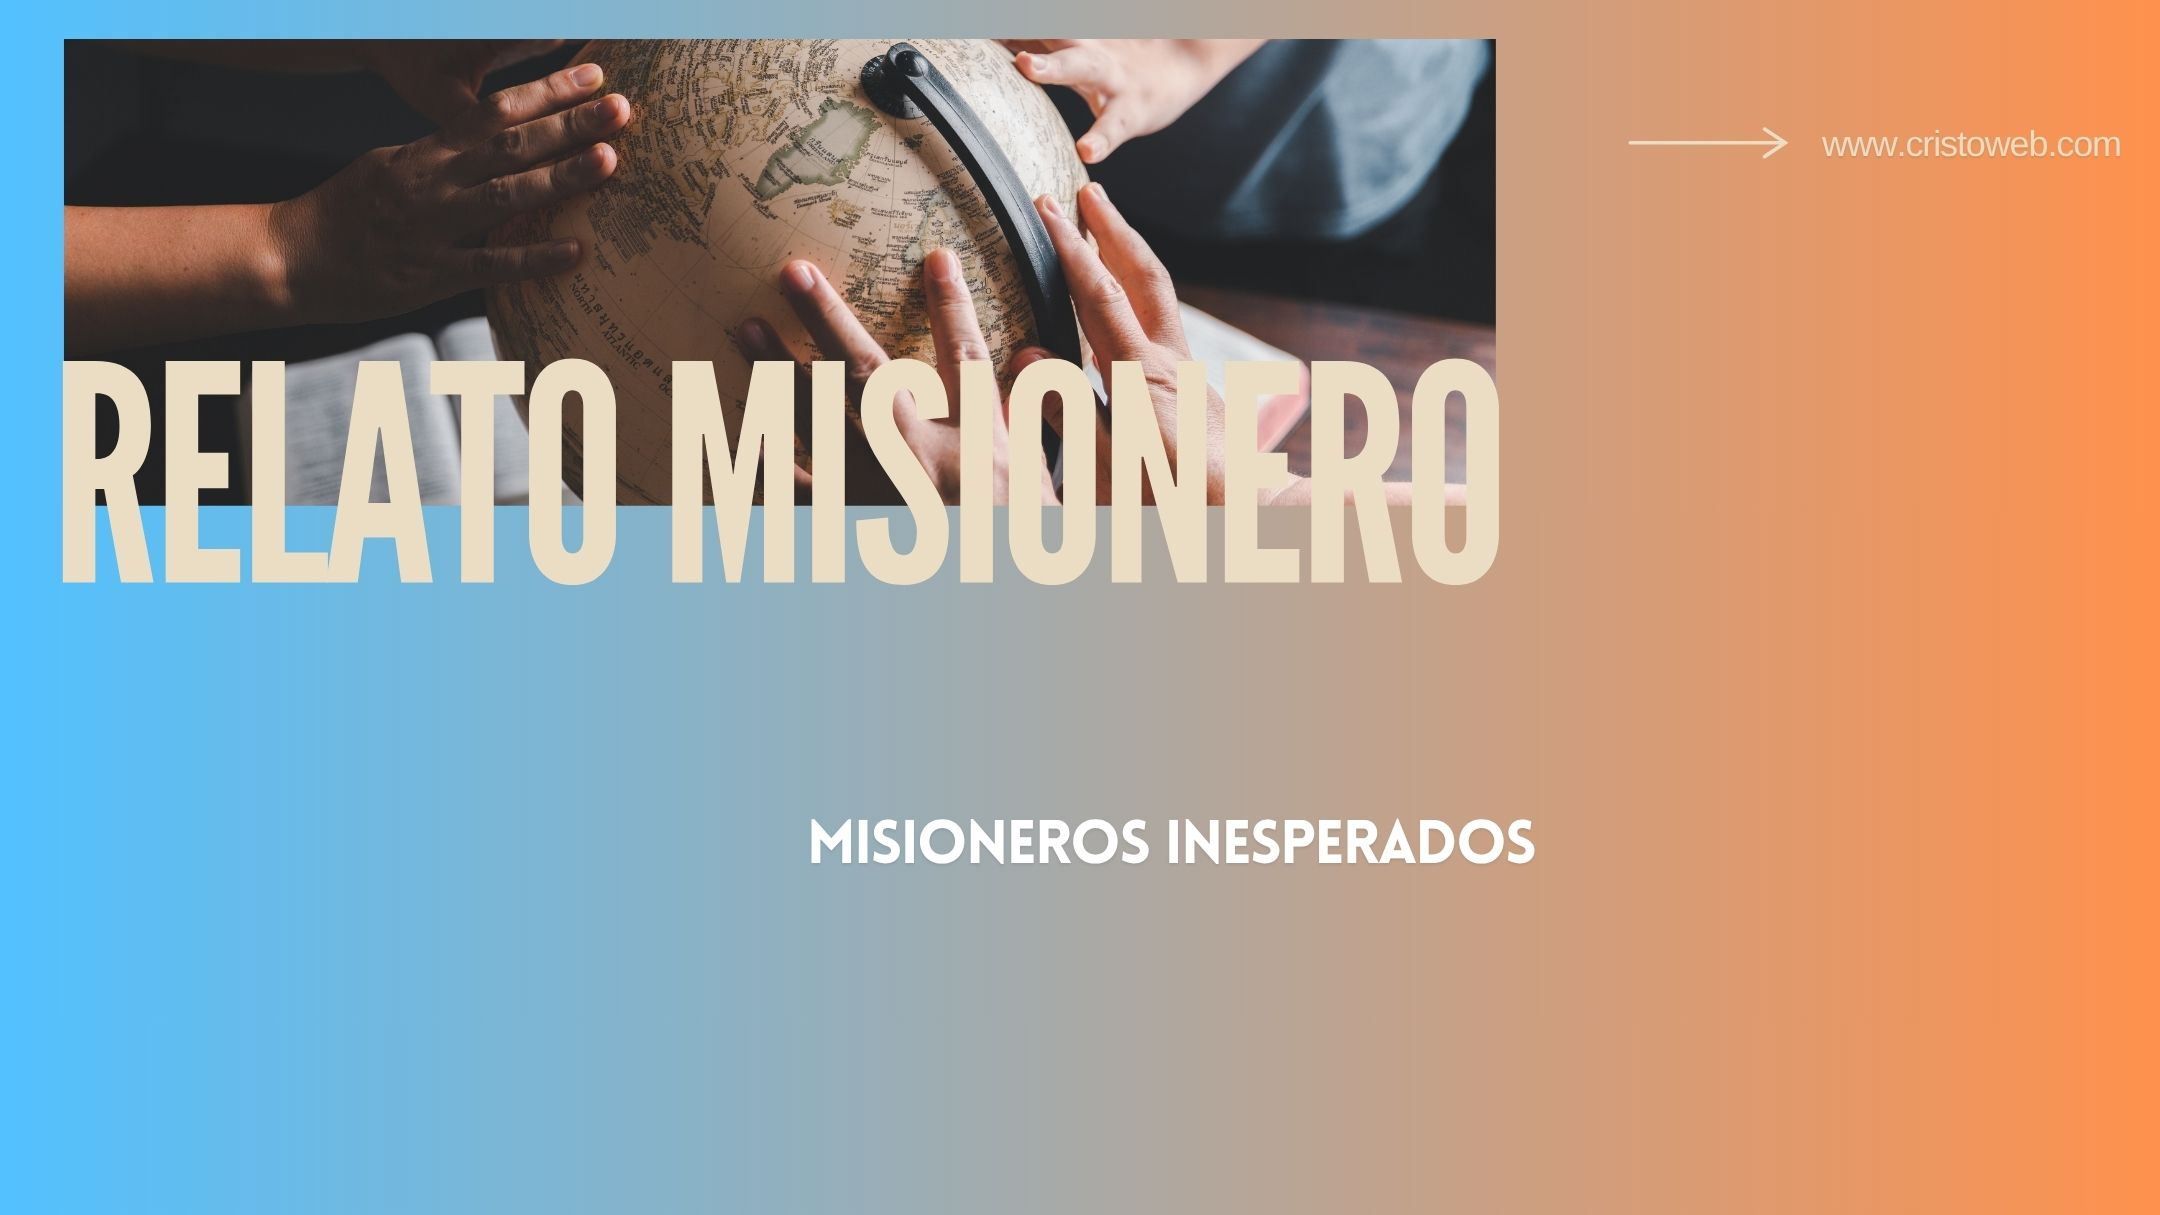 www.cristoweb.com
RELATO MISIONERO
MISIONEROS INESPERADOS